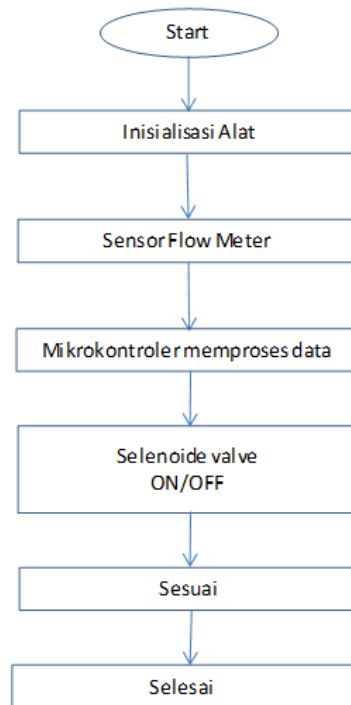 Start
Inisialisasi Alat
Sensor Flow Meter
Mikrokontroler memproses data
Selenoide valve
ON/OFF
Sesuai
Selesai